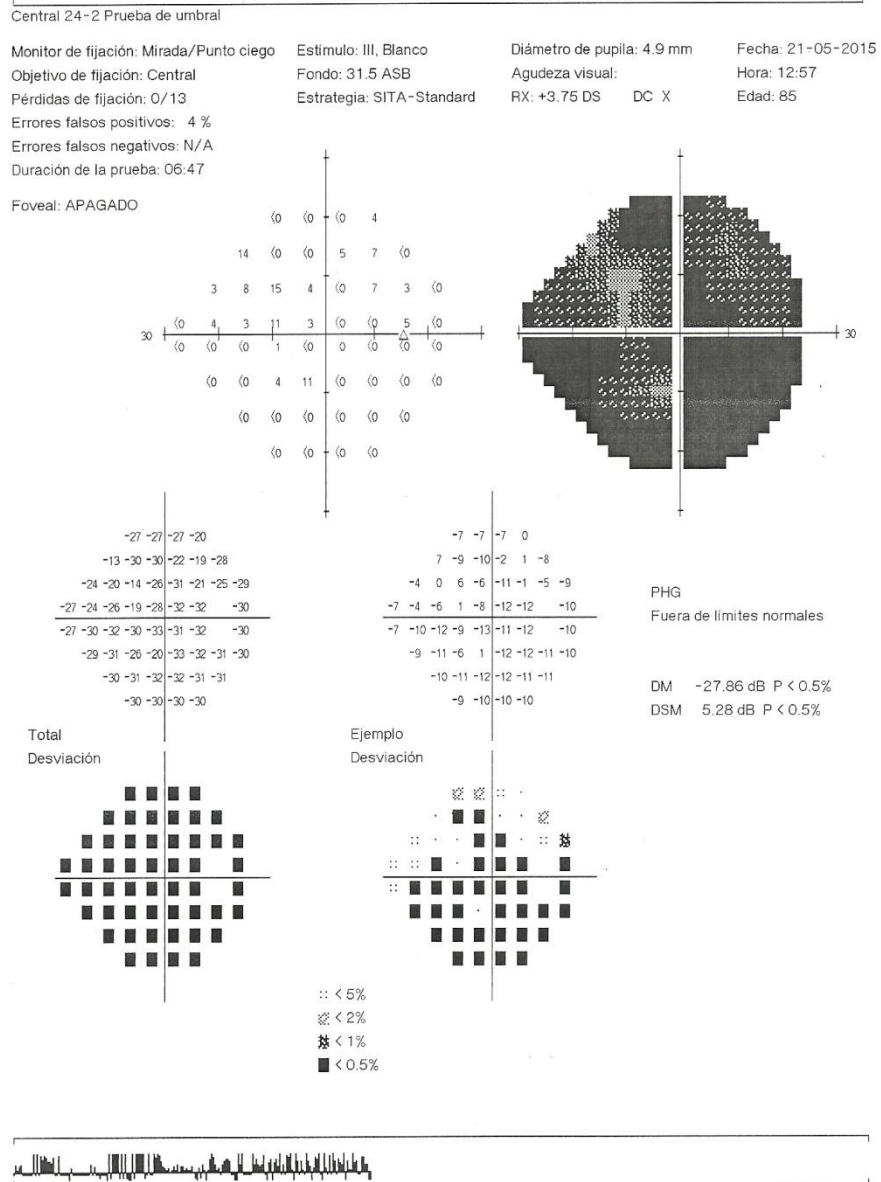 Central 24-2 Prueba de umbral
Monitor de fijación: Mirada/Punto ciego Estímulo: III, Blanco Diámetro de pupila: 4.9 mm Fecha: 21-05-2015
Objetivo de fijación: Central Fondo: 31.5 ASB Agudeza visual: Hora: 12:57
Pérdidas de fijación: 0/13 Estrategia: SITA-Standard RX: +3.75 DS DC X Edad: 85
Errores falsos positivos: 4 %
Errores falsos negativos: N/A
Duración de la prueba: 06:47
Foveal: APAGADO
<0 <0 <0 4
14 <0 <0 5 7 <0
3 8 15 4 <0 7 3 <0
<0 4 3 11 3 <0 <0 5 <0
30 30
<0 <0 <0 1 <0 0 <0 <0 <0
<0 <0 4 11 <0 <0 <0 <0
<0 <0 <0 <0 <0 <0
<0 <0 <0 <0
-27 -27 -27 -20 -7 -7 -7 0
-13 -30 -30 -22 -19 -28 7 -9 -10 -2 1 -8
-24 -20 -14 -26 -31 -21 -25 -29 -4 0 6 -6 -11 -1 -5 -9
PHG
-27 -24 -26 -19 -28 -32 -32 -30 -7 -4 -6 1 -8 -12 -12 -10
Fuera de límites normales
-27 -30 -32 -30 -33 -31 -32 -30 -7 -10 -12 -9 -13 -11 -12 -10
-29 -31 -26 -20 -33 -32 -31 -30 -9 -11 -6 1 -12 -12 -11 -10
-30 -31 -32 -32 -31 -31 -10 -11 -12 -12 -11 -11
DM -27.86 dB P < 0.5%
-30 -30 -30 -30 -9 -10 -10 -10
DSM 5.28 dB P < 0.5%
Total Ejemplo
Desviación Desviación
< 5%
< 2%
< 1%
< 0.5%